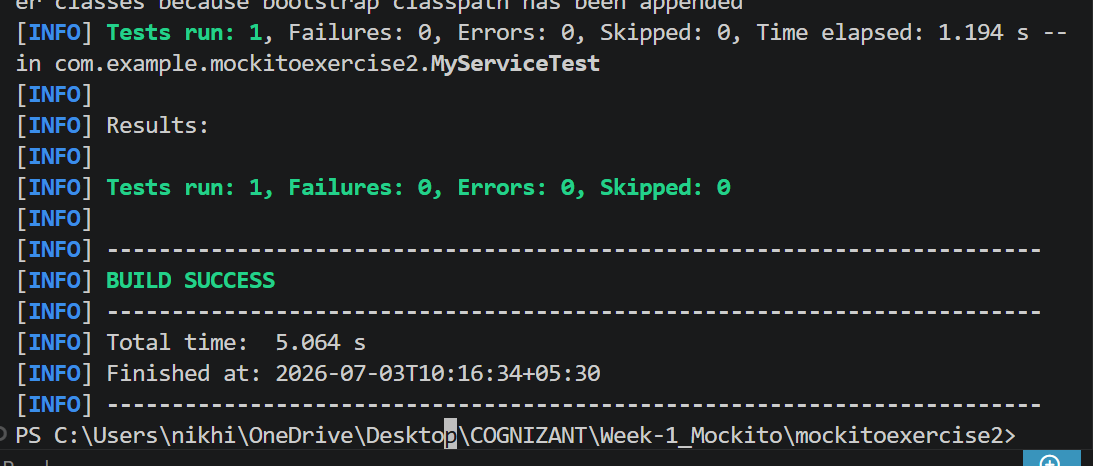 er classes because bootstrap classpath has been appended
[INFO] Tests run: 1, Failures: 0, Errors: 0, Skipped: 0, Time elapsed: 1.194 s --
in com.example.mockitoexercise2.MyServiceTest
[INFO]
[INFO] Results:
[INFO]
[INFO] Tests run: 1, Failures: 0, Errors: 0, Skipped: 0
[INFO]
[INFO] ------------------------------------------------------------------------
[INFO] BUILD SUCCESS
[INFO] ------------------------------------------------------------------------
[INFO] Total time:  5.064 s
[INFO] Finished at: 2026-07-03T10:16:34+05:30
[INFO] ------------------------------------------------------------------------
PS C:\Users\nikhi\OneDrive\Desktop\COGNIZANT\Week-1_Mockito\mockitoexercise2>